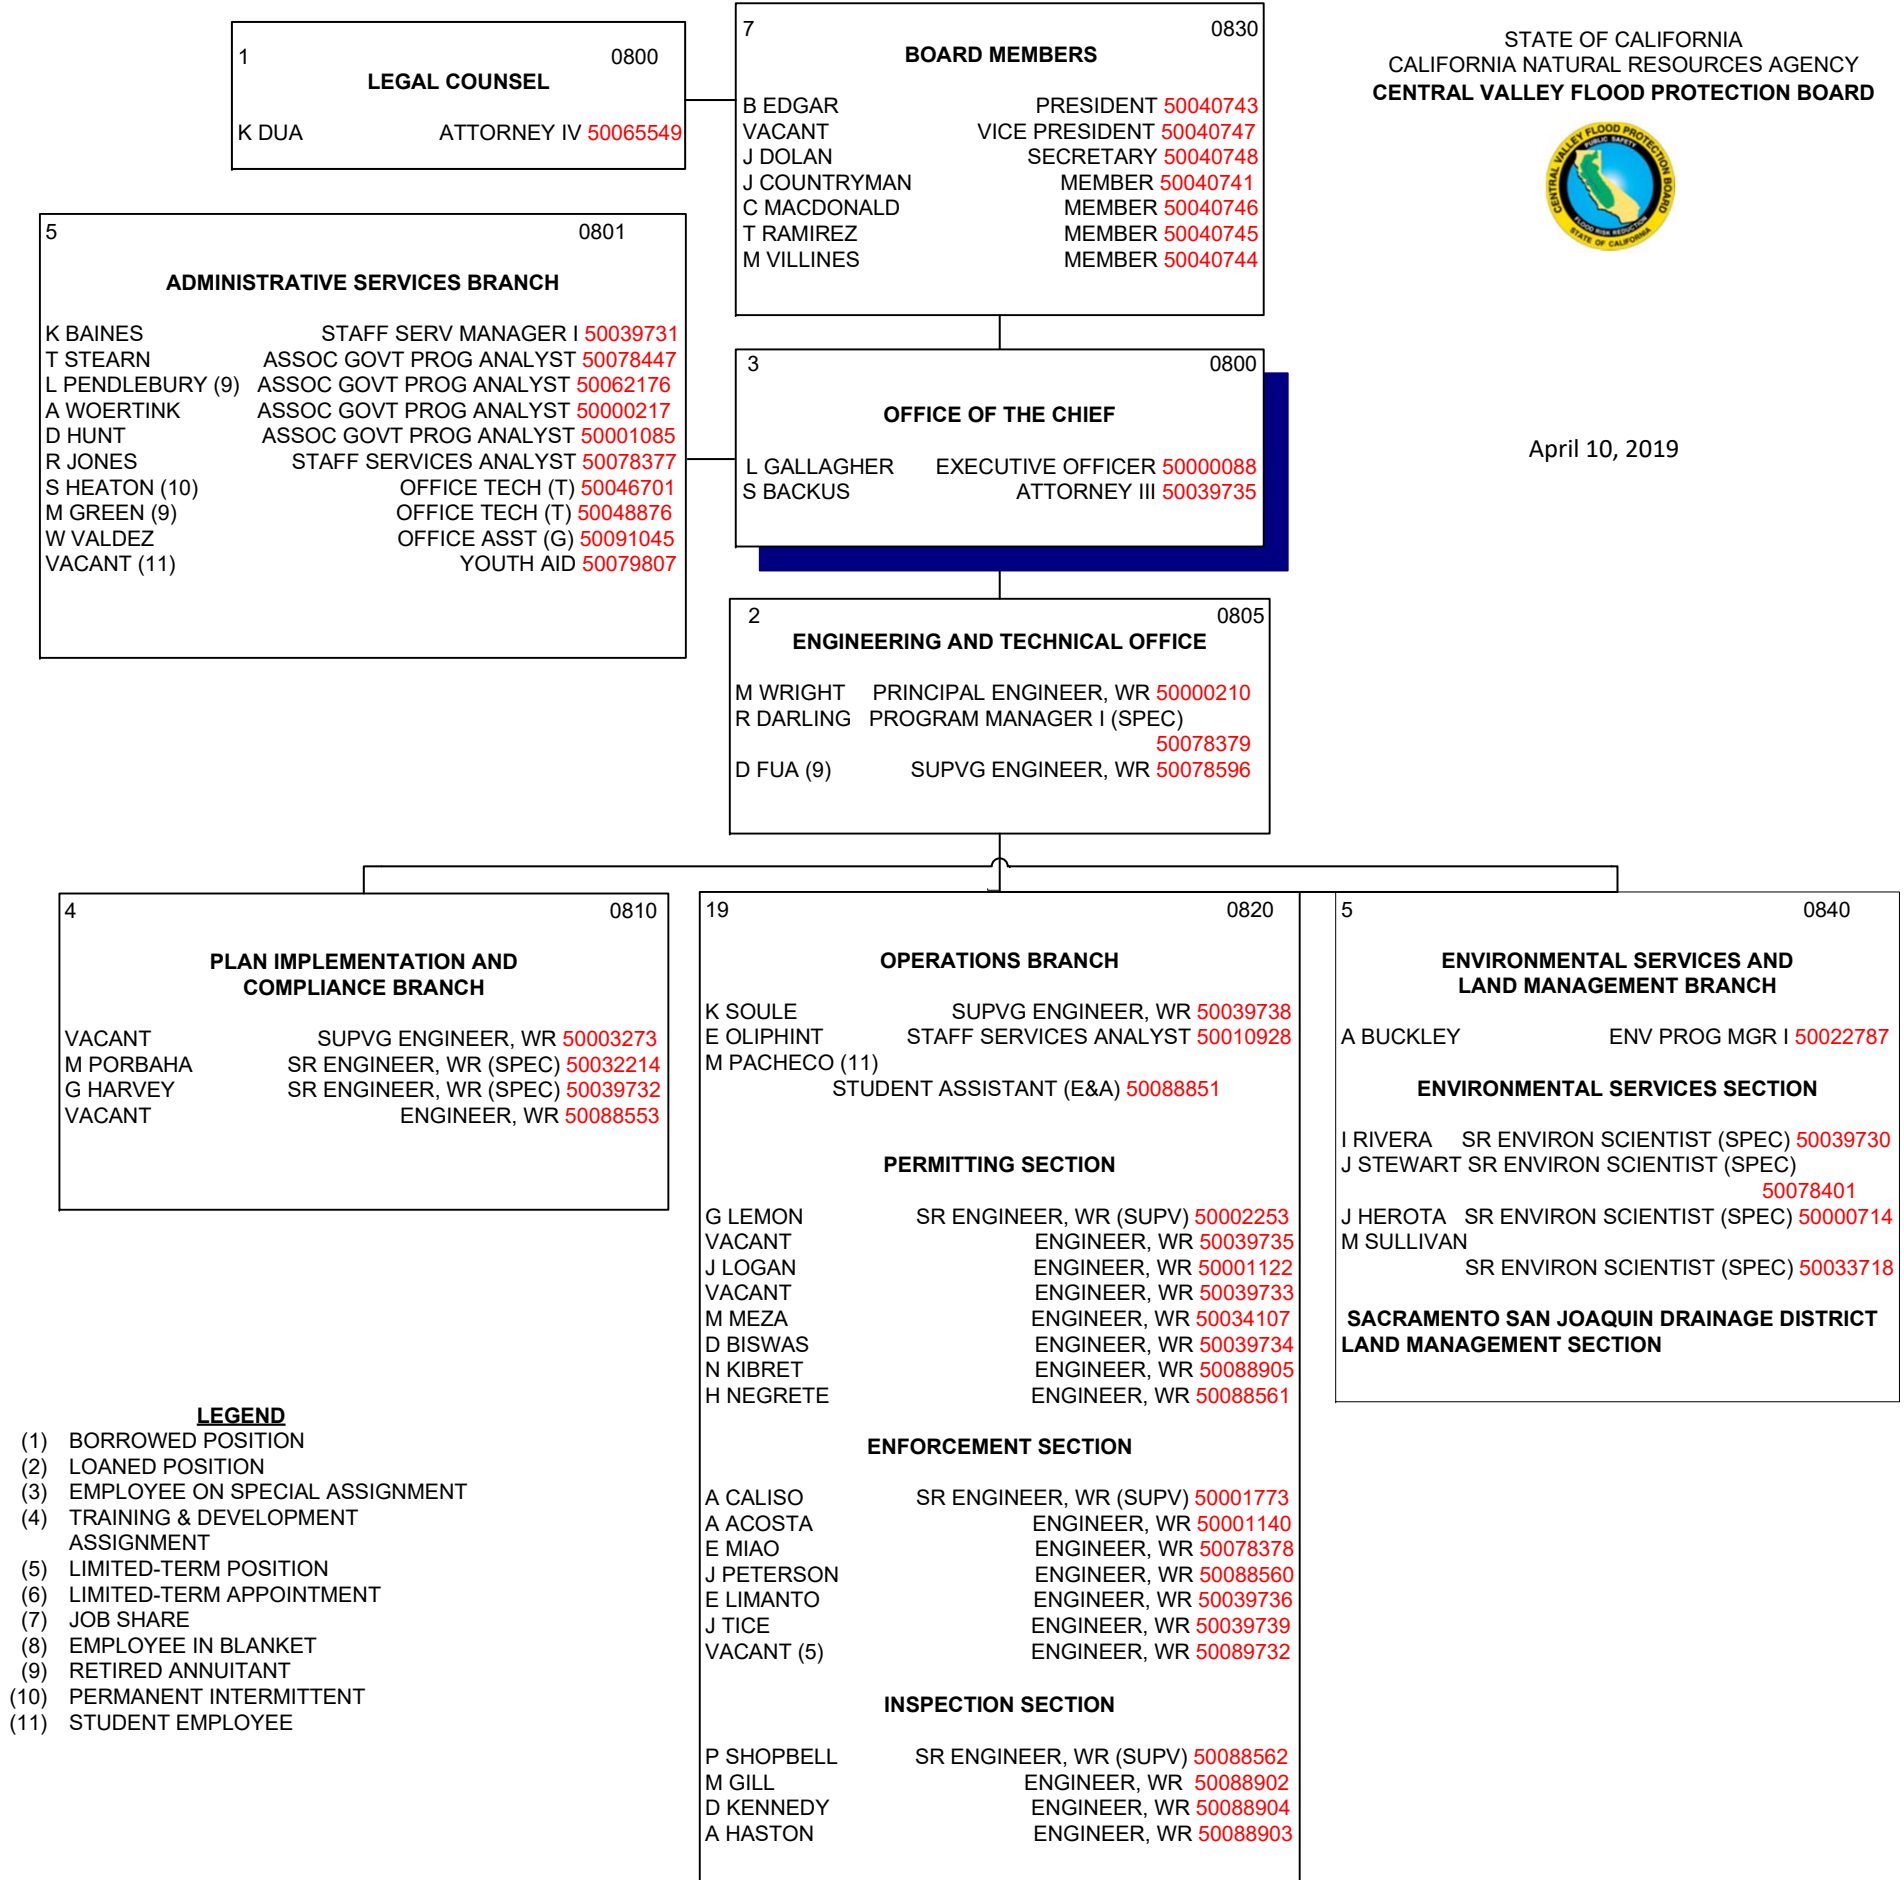 1 0800
LEGAL COUNSEL
K DUA ATTORNEY IV 50065549
7 0830
BOARD MEMBERS
B EDGAR PRESIDENT 50040743
VACANT VICE PRESIDENT 50040747
J DOLAN SECRETARY 50040748
J COUNTRYMAN MEMBER 50040741
C MACDONALD MEMBER 50040746
T RAMIREZ MEMBER 50040745
M VILLINES MEMBER 50040744
STATE OF CALIFORNIA
CALIFORNIA NATURAL RESOURCES AGENCY
CENTRAL VALLEY FLOOD PROTECTION BOARD
CENTRAL VALLEY FLOOD PROTECTION BOARD
PUBLIC SAFETY
FLOOD RISK REDUCTION
STATE OF CALIFORNIA
April 10, 2019
5 0801
ADMINISTRATIVE SERVICES BRANCH
K BAINES STAFF SERV MANAGER I 50039731
T STEARN ASSOC GOVT PROG ANALYST 50078447
L PENDLEBURY (9) ASSOC GOVT PROG ANALYST 50062176
A WOERTINK ASSOC GOVT PROG ANALYST 50000217
D HUNT ASSOC GOVT PROG ANALYST 50001085
R JONES STAFF SERVICES ANALYST 50078377
S HEATON (10) OFFICE TECH (T) 50046701
M GREEN (9) OFFICE TECH (T) 50048876
W VALDEZ OFFICE ASST (G) 50091045
VACANT (11) YOUTH AID 50079807
3 0800
OFFICE OF THE CHIEF
L GALLAGHER EXECUTIVE OFFICER 50000088
S BACKUS ATTORNEY III 50039735
2 0805
ENGINEERING AND TECHNICAL OFFICE
M WRIGHT PRINCIPAL ENGINEER, WR 50000210
R DARLING PROGRAM MANAGER I (SPEC)
50078379
D FUA (9) SUPVG ENGINEER, WR 50078596
4 0810
PLAN IMPLEMENTATION AND
COMPLIANCE BRANCH
VACANT SUPVG ENGINEER, WR 50003273
M PORBAHA SR ENGINEER, WR (SPEC) 50032214
G HARVEY SR ENGINEER, WR (SPEC) 50039732
VACANT ENGINEER, WR 50088553
19 0820
OPERATIONS BRANCH
K SOULE SUPVG ENGINEER, WR 50039738
E OLIPHINT STAFF SERVICES ANALYST 50010928
M PACHECO (11)
STUDENT ASSISTANT (E&A) 50088851
PERMITTING SECTION
G LEMON SR ENGINEER, WR (SUPV) 50002253
VACANT ENGINEER, WR 50039735
J LOGAN ENGINEER, WR 50001122
VACANT ENGINEER, WR 50039733
M MEZA ENGINEER, WR 50034107
D BISWAS ENGINEER, WR 50039734
N KIBRET ENGINEER, WR 50088905
H NEGRETE ENGINEER, WR 50088561
ENFORCEMENT SECTION
A CALISO SR ENGINEER, WR (SUPV) 50001773
A ACOSTA ENGINEER, WR 50001140
E MIAO ENGINEER, WR 50078378
J PETERSON ENGINEER, WR 50088560
E LIMANTO ENGINEER, WR 50039736
J TICE ENGINEER, WR 50039739
VACANT (5) ENGINEER, WR 50089732
INSPECTION SECTION
P SHOPBELL SR ENGINEER, WR (SUPV) 50088562
M GILL ENGINEER, WR 50088902
D KENNEDY ENGINEER, WR 50088904
A HASTON ENGINEER, WR 50088903
5 0840
ENVIRONMENTAL SERVICES AND
LAND MANAGEMENT BRANCH
A BUCKLEY ENV PROG MGR I 50022787
ENVIRONMENTAL SERVICES SECTION
I RIVERA SR ENVIRON SCIENTIST (SPEC) 50039730
J STEWART SR ENVIRON SCIENTIST (SPEC)
50078401
J HEROTA SR ENVIRON SCIENTIST (SPEC) 50000714
M SULLIVAN
SR ENVIRON SCIENTIST (SPEC) 50033718
SACRAMENTO SAN JOAQUIN DRAINAGE DISTRICT
LAND MANAGEMENT SECTION
LEGEND
(1) BORROWED POSITION
(2) LOANED POSITION
(3) EMPLOYEE ON SPECIAL ASSIGNMENT
(4) TRAINING & DEVELOPMENT
ASSIGNMENT
(5) LIMITED-TERM POSITION
(6) LIMITED-TERM APPOINTMENT
(7) JOB SHARE
(8) EMPLOYEE IN BLANKET
(9) RETIRED ANNUITANT
(10) PERMANENT INTERMITTENT
(11) STUDENT EMPLOYEE